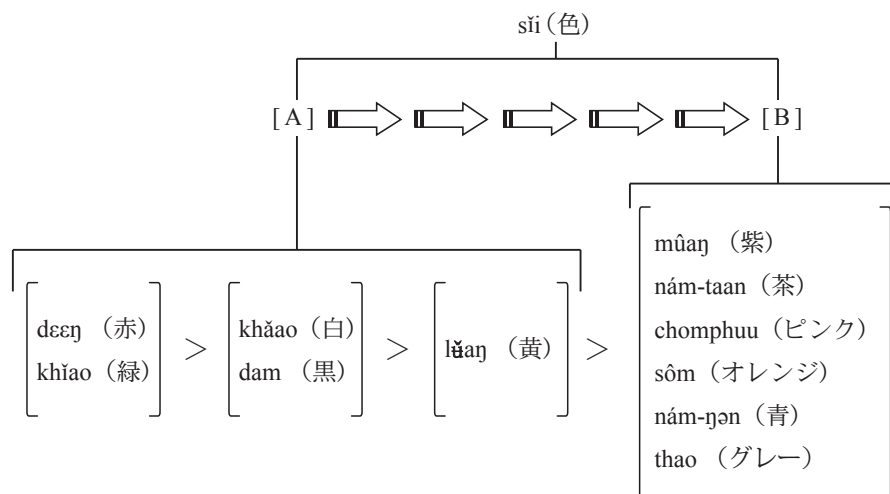 sǐi（色）
[ A ] [ B ]
dɛɛŋ （赤）
khǐao（緑）
>
khǎao（白）
dam （黒）
>
lʉ̌aŋ （黄）
>
mûaŋ （紫）
nám-taan（茶）
chomphuu（ピンク）
sôm（オレンジ）
nám-ŋən（青）
thao （グレー）